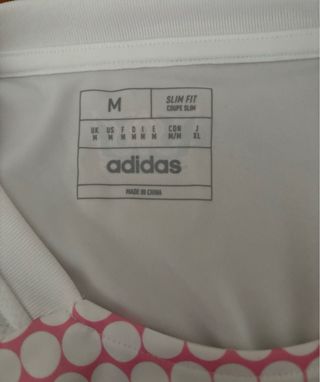 M
SLIM FIT
COUPE SLIM
UK US F D I E CON J
M M M M M M M/M XL
adidas
MADE IN CHINA